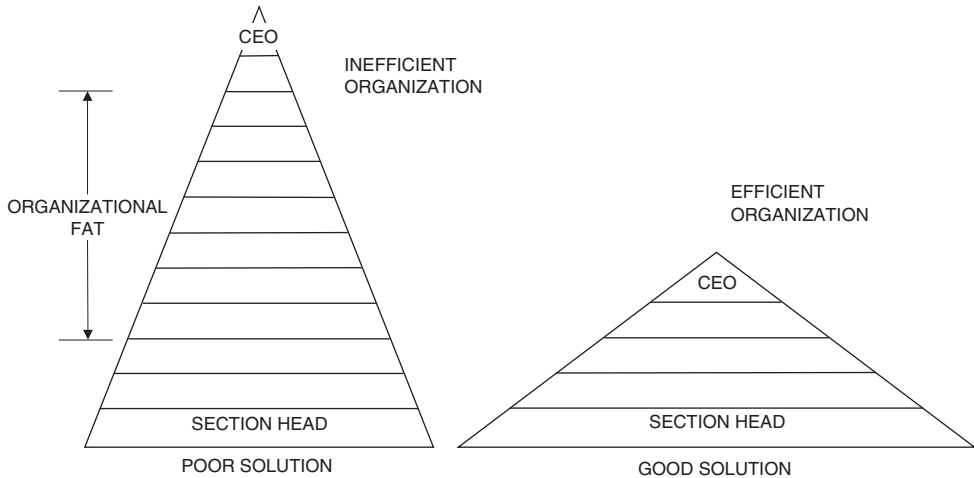 CEO
INEFFICIENT
ORGANIZATION
ORGANIZATIONAL
FAT
SECTION HEAD
POOR SOLUTION
EFFICIENT
ORGANIZATION
CEO
SECTION HEAD
GOOD SOLUTION